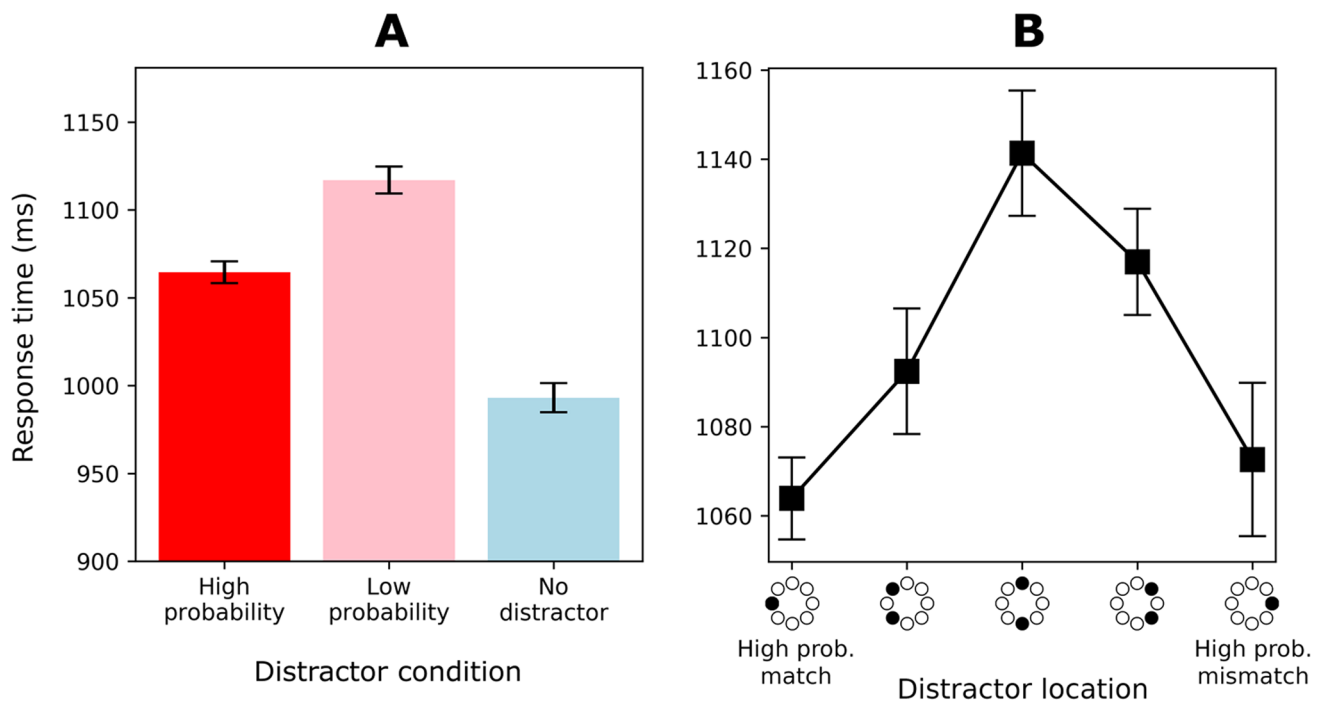 A
Response time (ms)
1150
1100
1050
1000
950
900
High
probability
Low
probability
No
distractor
Distractor condition
B
1160
1140
1120
1100
1080
1060
High prob.
match
High prob.
mismatch
Distractor location